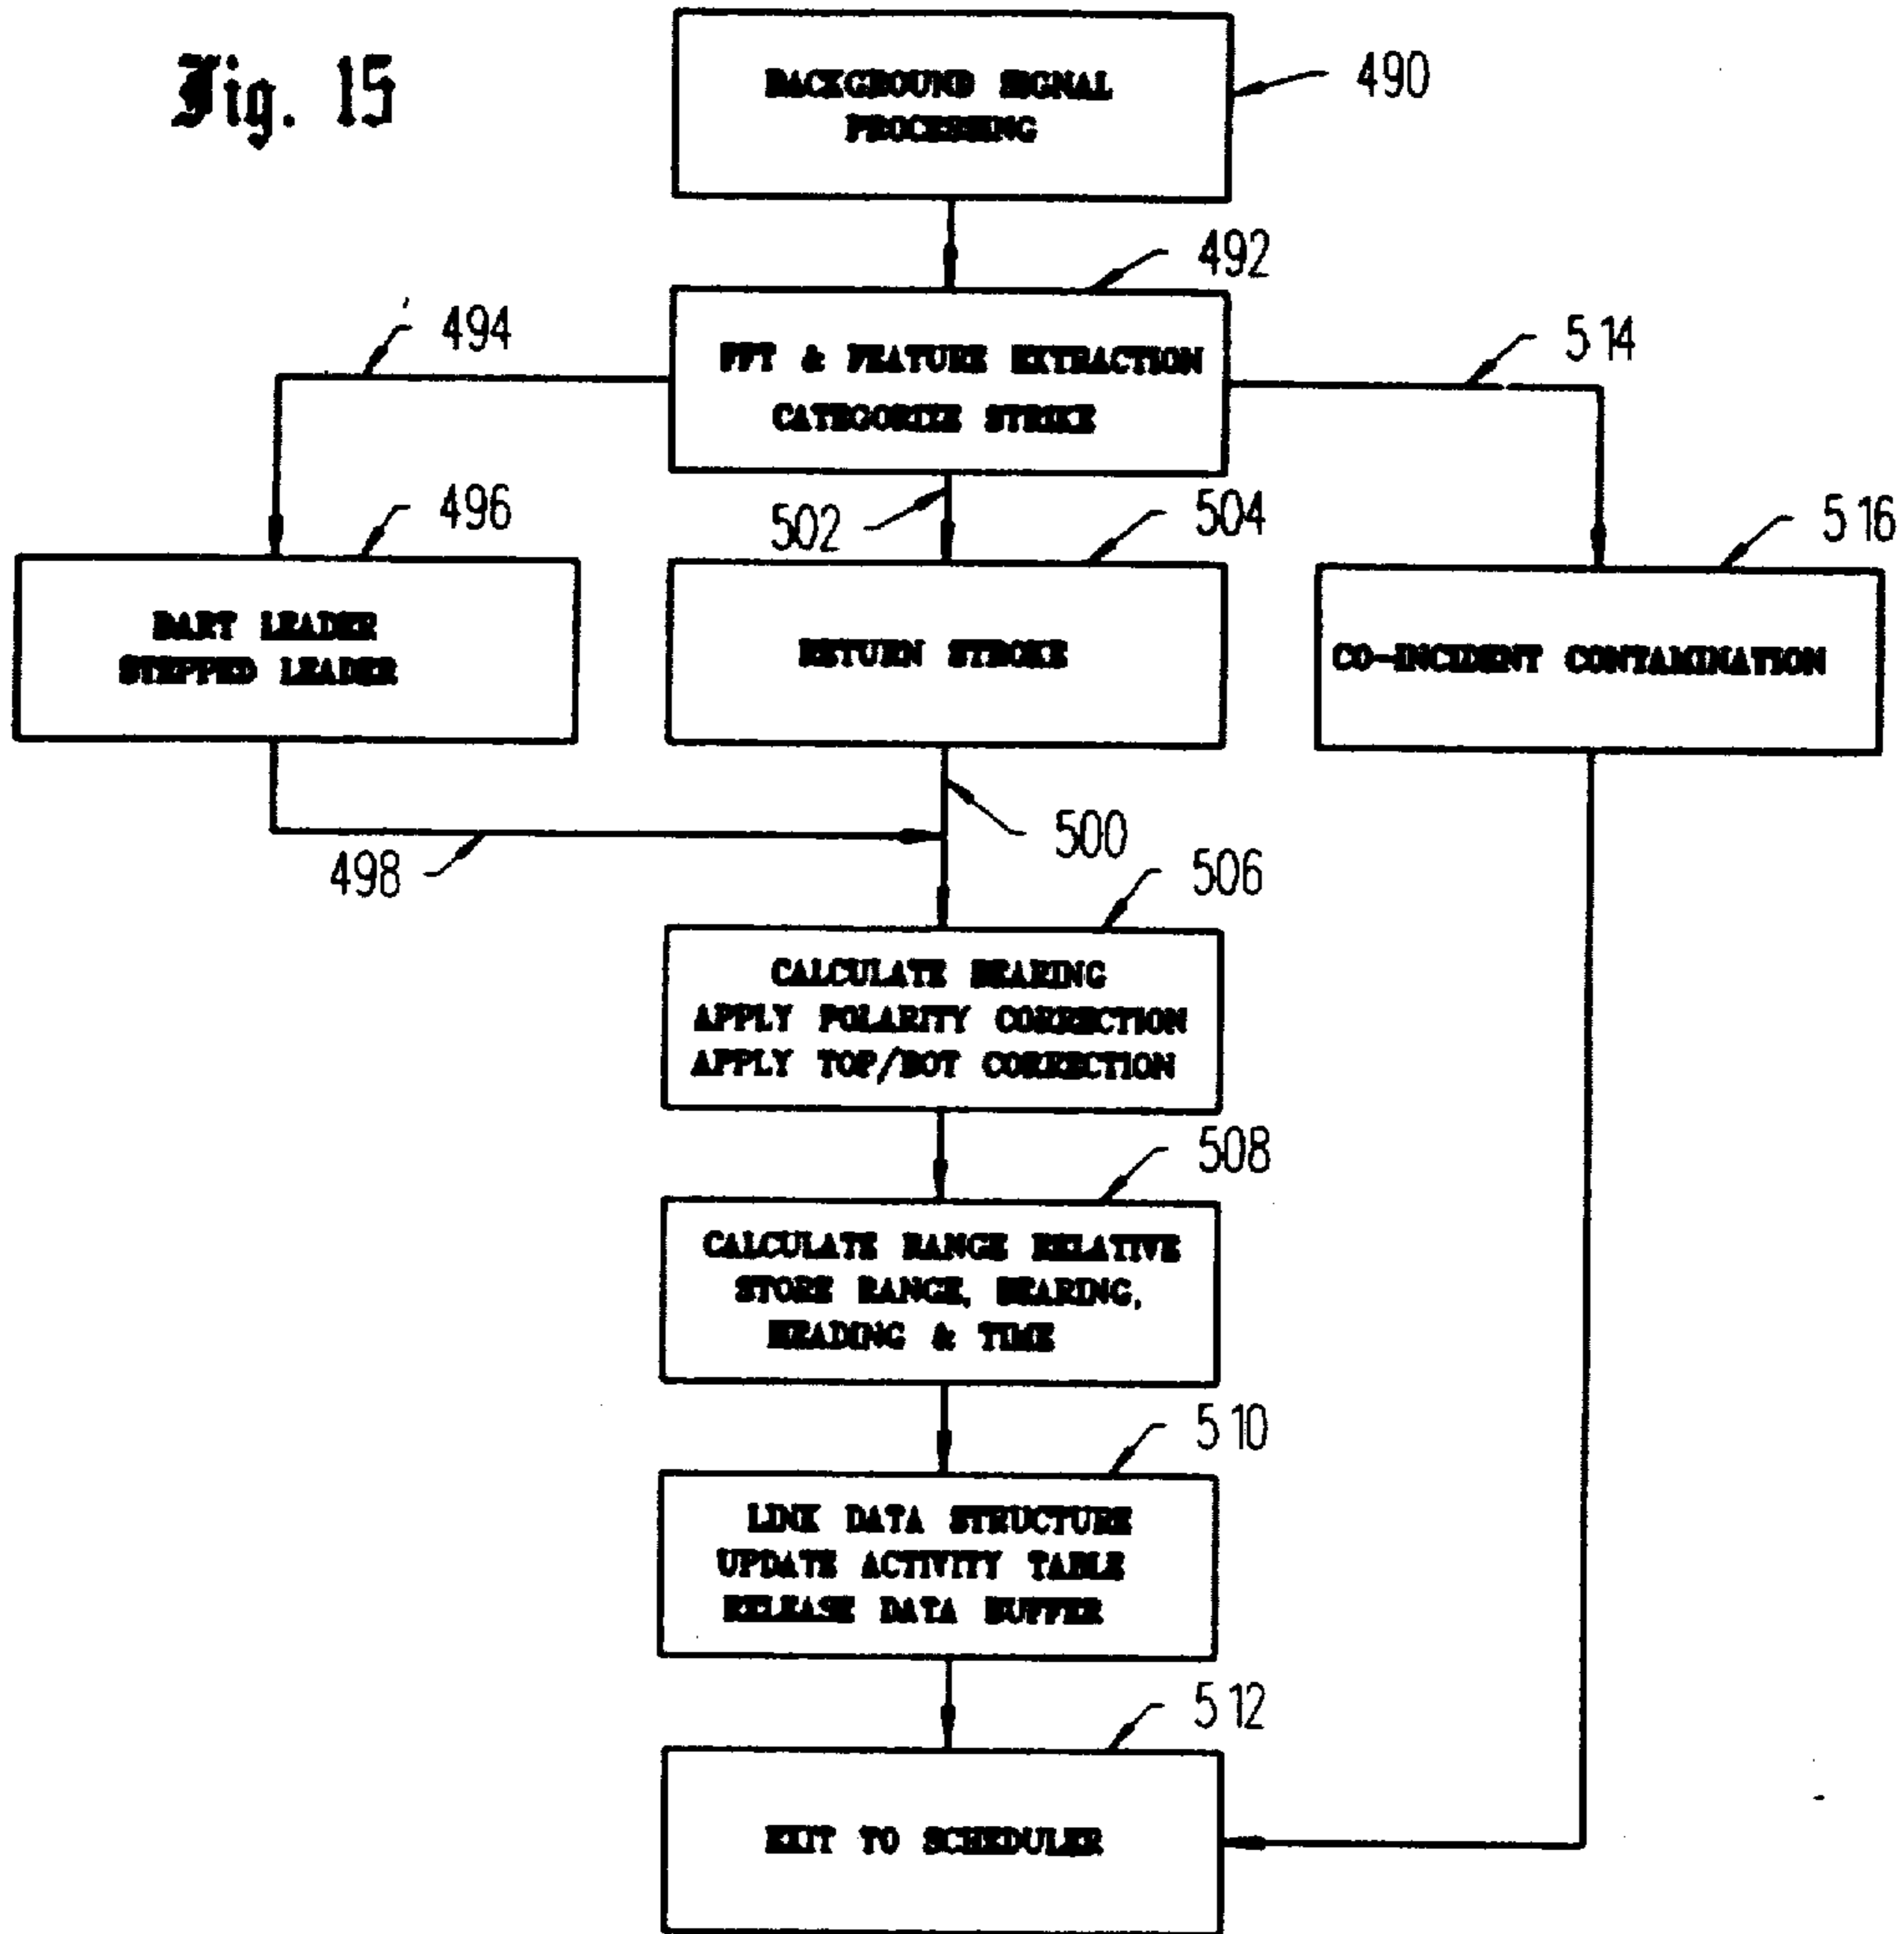 Fig. 15
BACKGROUND SIGNAL
PROCESSING
490
492
FFT & FEATURE EXTRACTION
CATEGORIZE STRIKE
494
514
496
DART LEADER
STEPPED LEADER
502
504
RETURN STROKE
516
CO-INCIDENT CONTAMINATION
498
500
506
CALCULATE BEARING
APPLY POLARITY CORRECTION
APPLY TOP/BOT CORRECTION
508
CALCULATE RANGE RELATIVE
STORE RANGE, BEARING,
HEADING & TIME
510
LINK DATA STRUCTURE
UPDATE ACTIVITY TABLE
RELEASE DATA BUFFER
512
EXIT TO SCHEDULER